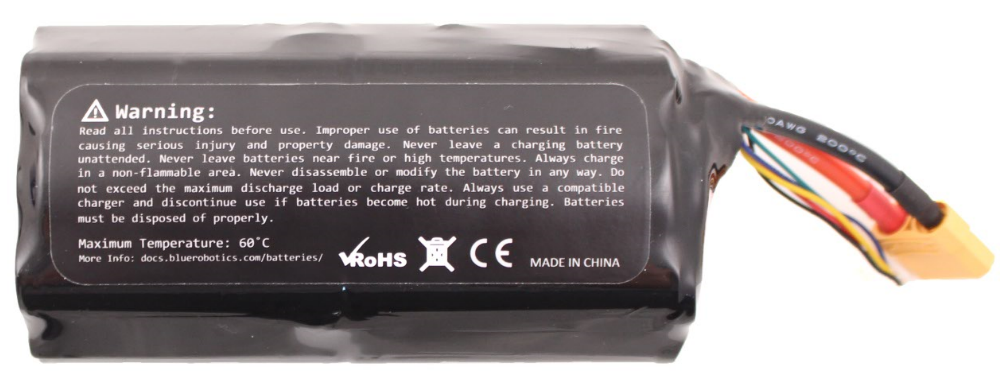 Warning:
Read all instructions before use. Improper use of batteries can result in fire
causing serious injury and property damage. Never leave a charging battery
unattended. Never leave batteries near fire or high temperatures. Always charge
in a non-flammable area. Never disassemble or modify the battery in any way. Do
not exceed the maximum discharge load or charge rate. Always use a compatible
charger and discontinue use if batteries become hot during charging. Batteries
must be disposed of properly.
Maximum Temperature: 60°C
More Info: docs.bluerobotics.com/batteries/
RoHS CE MADE IN CHINA
AWG 200°C
00°C